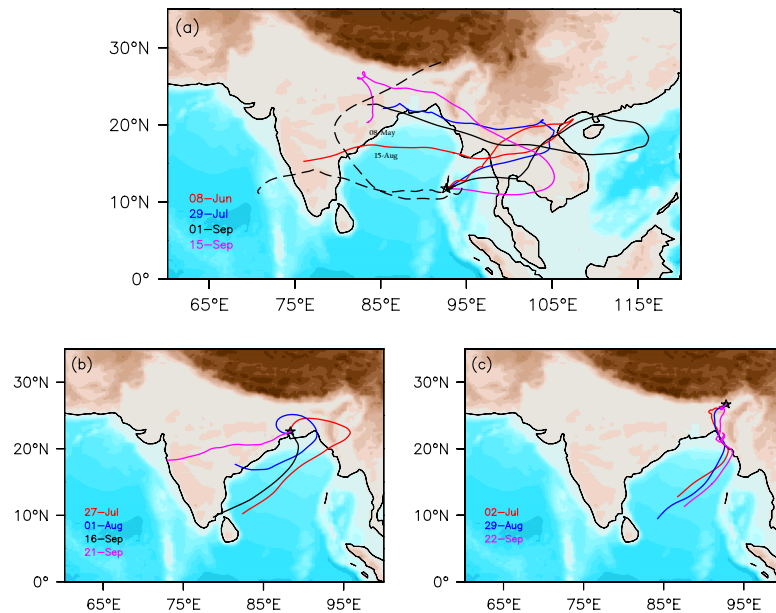 (a)
30°N
20°N
10°N
0°
08-May
15-Aug
08-Jun
29-Jul
01-Sep
15-Sep
65°E 75°E 85°E 95°E 105°E 115°E
(b)
30°N
20°N
10°N
0°
27-Jul
01-Aug
16-Sep
21-Sep
65°E 75°E 85°E 95°E
(c)
30°N
20°N
10°N
0°
02-Jul
29-Aug
22-Sep
65°E 75°E 85°E 95°E